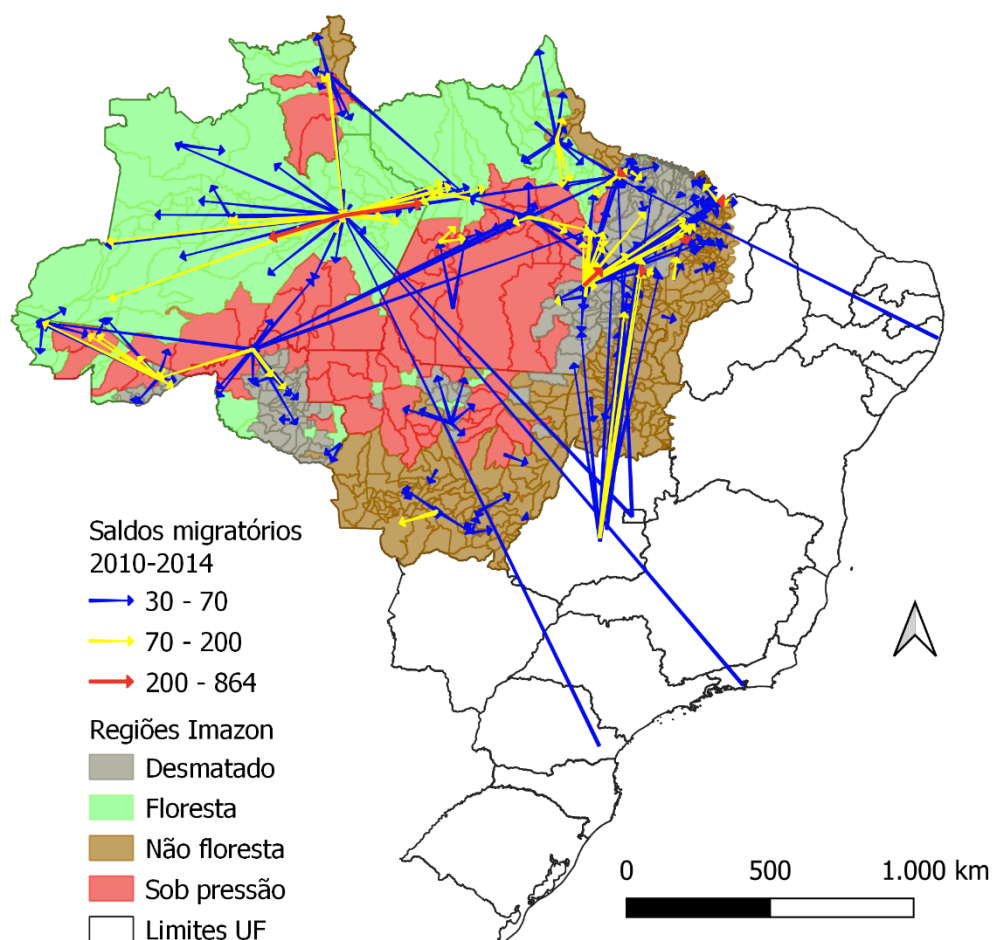 Saldos migratórios
2010-2014
30 - 70
70 - 200
200 - 864
Regiões Imazon
Desmatado
Floresta
Não floresta
Sob pressão
Limites UF
0 500 1.000 km